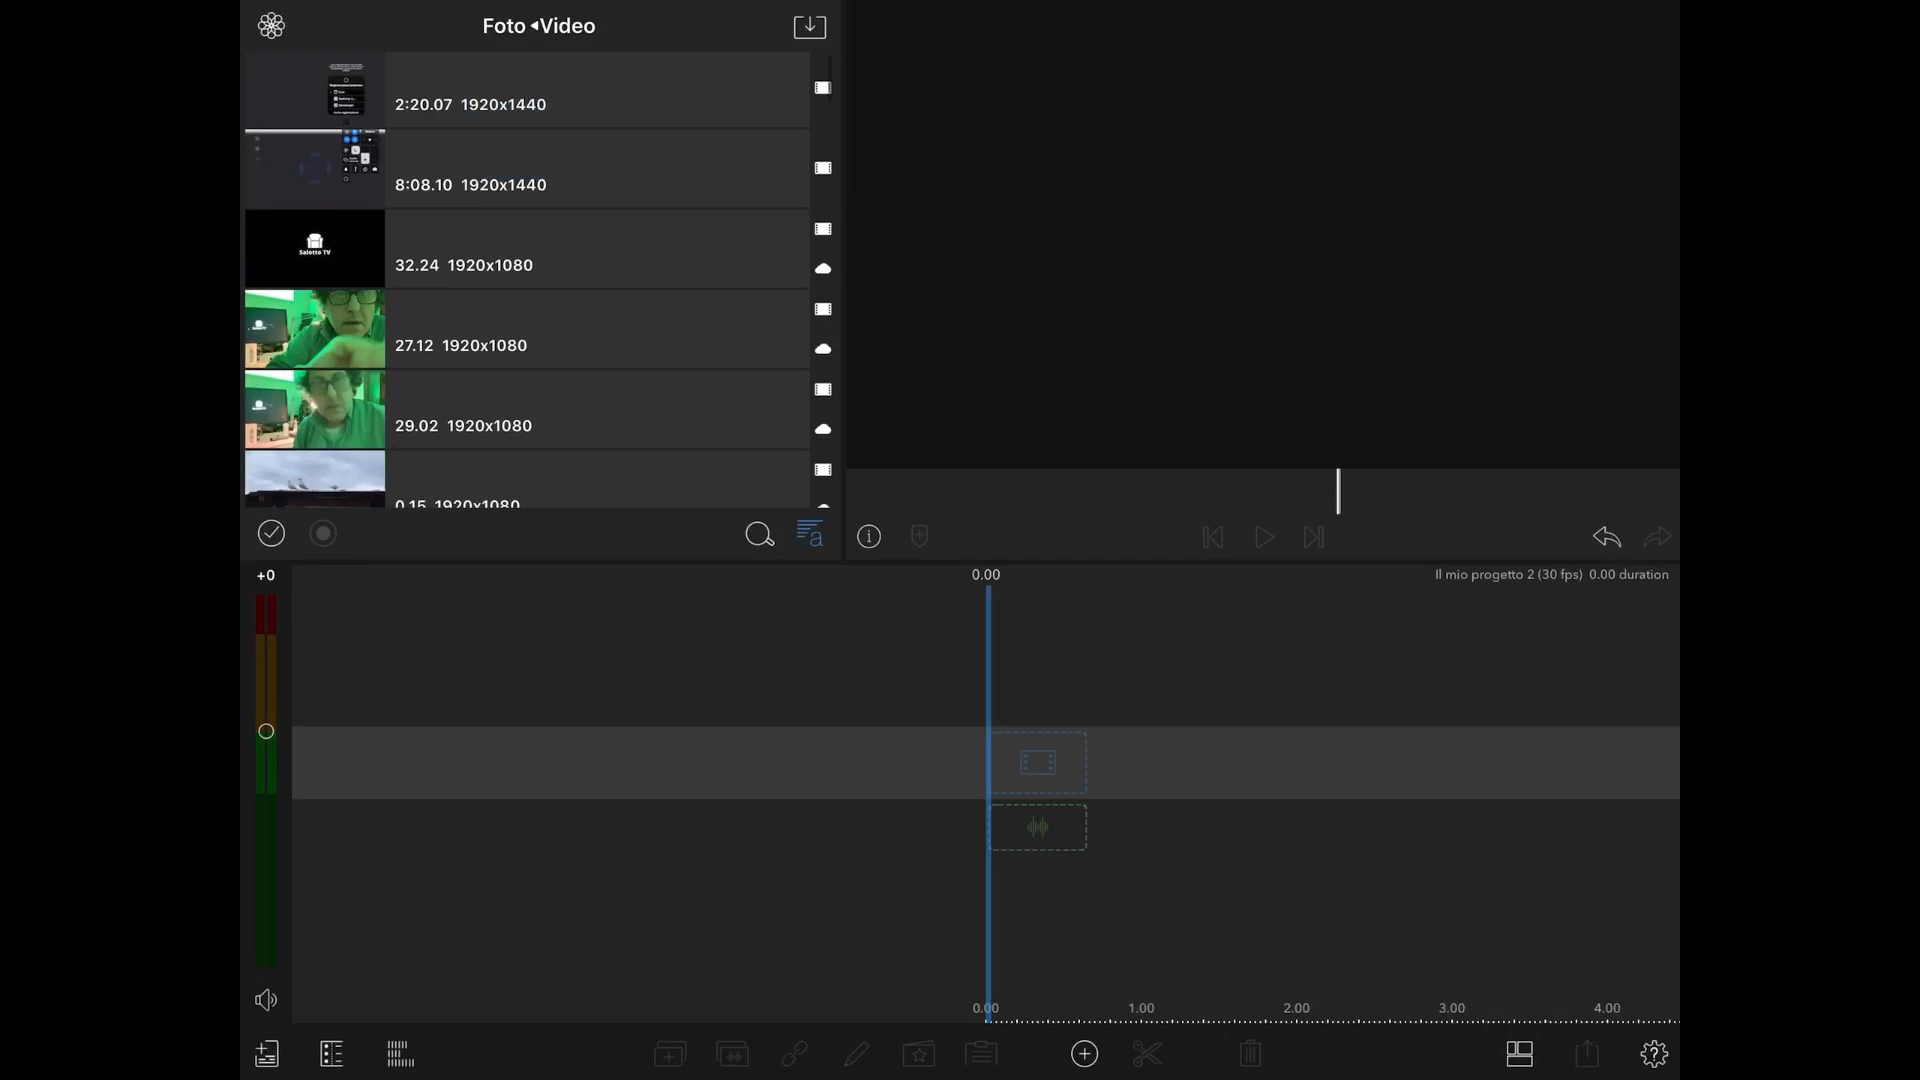 Foto ◂Video
2:20.07 1920x1440
8:08.10 1920x1440
Salotto TV
32.24 1920x1080
27.12 1920x1080
29.02 1920x1080
0.15 1920x1080
a
+0
0.00
Il mio progetto 2 (30 fps) 0.00 duration
0.00 1.00 2.00 3.00 4.00